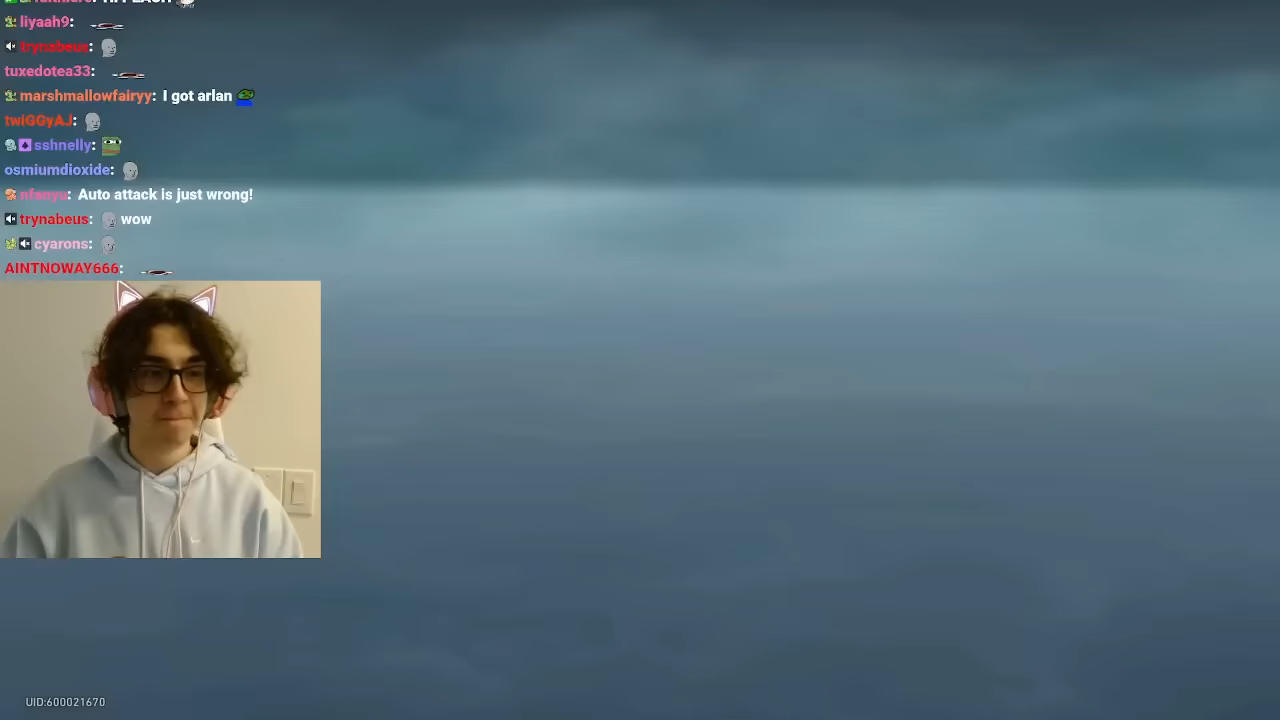 liyaah9:
trynabeus:
tuxedotea33:
marshmallowfairyy: I got arlan
twiGGyAJ:
sshnelly:
osmiumdioxide:
nfanyu: Auto attack is just wrong!
trynabeus: wow
cyarons:
AINTNOWAY666:
UID:600021670